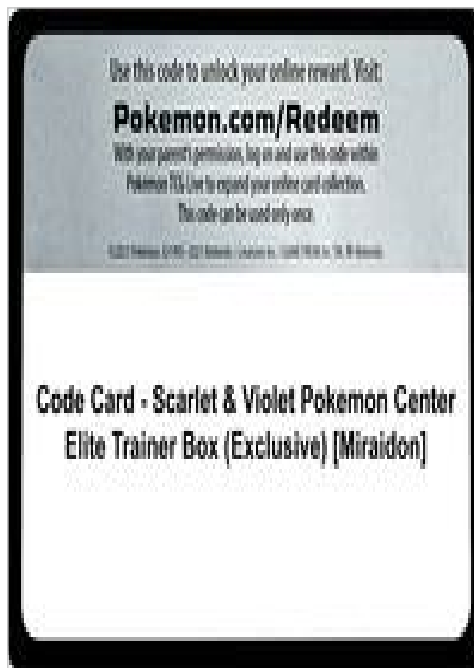 Use this code to unlock your online reward. Visit:
Pokemon.com/Redeem
With your parent's permission, log on and use this code within
Pokémon TCG Live to expand your online card collection.
This code can be used only once.
Code Card - Scarlet & Violet Pokemon Center
Elite Trainer Box (Exclusive) [Miraidon]